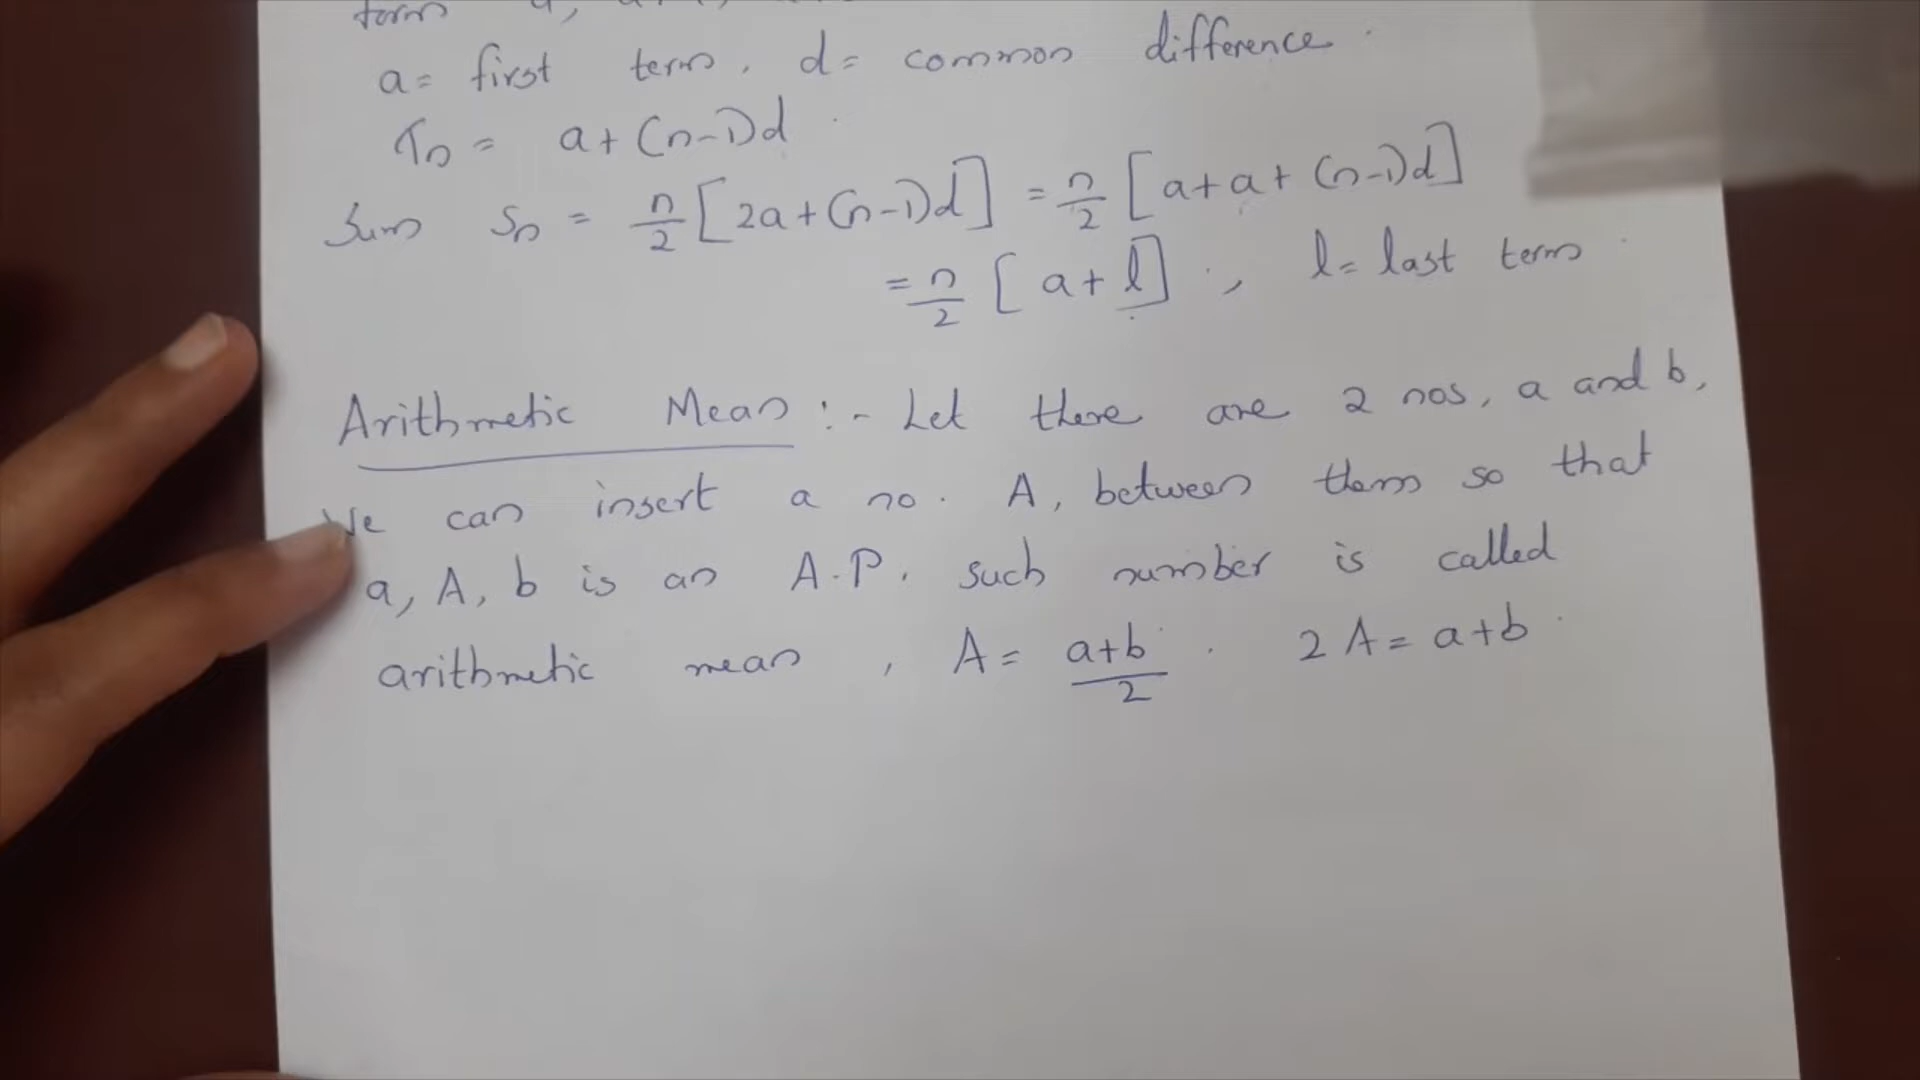 term a,
a= first term, d= common difference.
Tn = a+(n-1)d.
Sum Sn = n/2 [2a+(n-1)d] = n/2 [a+a+(n-1)d]
= n/2 [a+l], l= last term.
Arithmetic Mean :- Let there are 2 nos, a and b,
We can insert a no. A, between them so that
a, A, b is an A.P. such number is called
arithmetic mean, A= a+b/2. 2A= a+b.